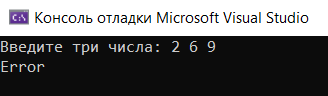 Консоль отладки Microsoft Visual Studio
Введите три числа: 2 6 9
Error